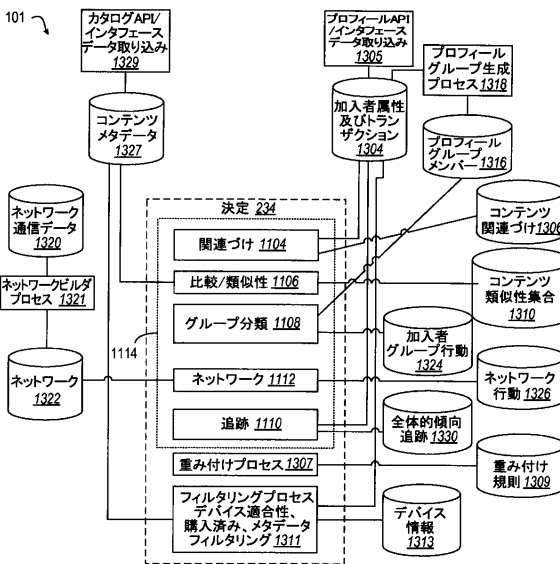 101
カタログAPI/
インタフェース
データ取り込み
1329
プロフィールAPI
/インタフェース
データ取り込み
1305
プロフィール
グループ生成
プロセス 1318
コンテンツ
メタデータ
1327
加入者属性
及びトラン
ザクション
1304
プロフィール
グループ
メンバー
1316
ネットワーク
通信データ
1320
ネットワークビルダ
プロセス 1321
ネットワーク
1322
決定 234
関連づけ 1104
比較/類似性 1106
グループ分類 1108
1114
ネットワーク 1112
追跡 1110
重み付けプロセス 1307
フィルタリングプロセス
デバイス適合性、
購入済み、メタデータ
フィルタリング 1311
コンテンツ
関連づけ 1306
コンテンツ
類似性集合
1310
加入者
グループ行動
1324
ネットワーク
行動 1326
全体的傾向
追跡 1330
重み付け
規則 1309
デバイス
情報
1313